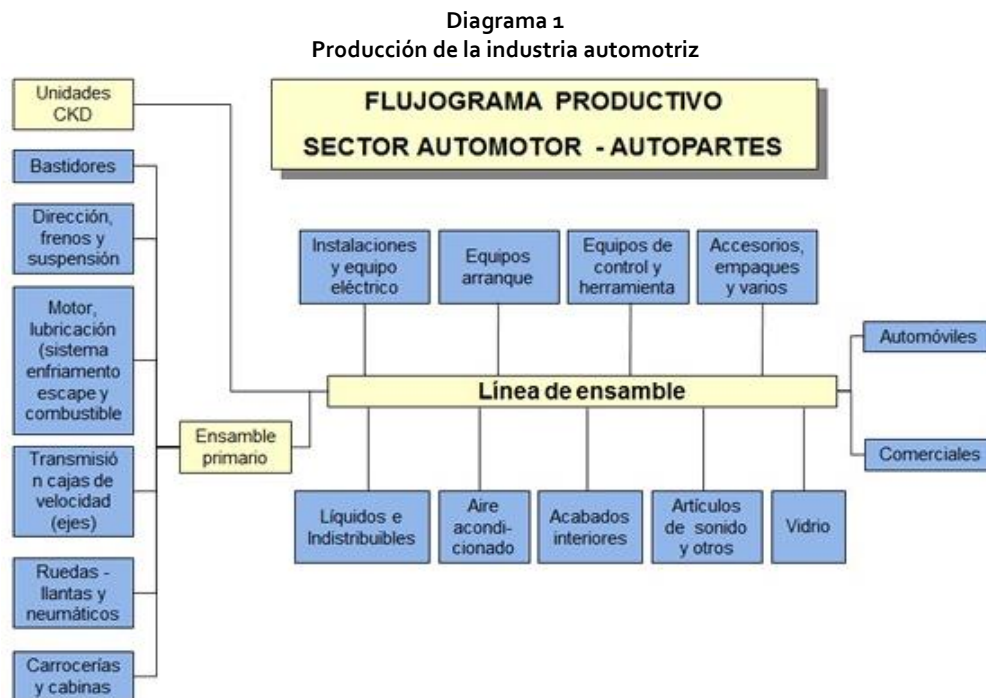 Diagrama 1
Producción de la industria automotriz
Unidades
CKD
FLUJOGRAMA PRODUCTIVO
SECTOR AUTOMOTOR - AUTOPARTES
Bastidores
Dirección,
frenos y
suspensión
Motor,
lubricación
(sistema
enfriamento
escape y
combustible
Transmisió
n cajas de
velocidad
(ejes)
Ruedas -
llantas y
neumáticos
Carrocerías
y cabinas
Ensamble
primario
Instalaciones
y equipo
eléctrico
Equipos
arranque
Equipos de
control y
herramienta
Accesorios,
empaques
y varios
Línea de ensamble
Líquidos e
Indistribuibles
Aire
acondi-
cionado
Acabados
interiores
Artículos
de sonido
y otros
Vidrio
Automóviles
Comerciales